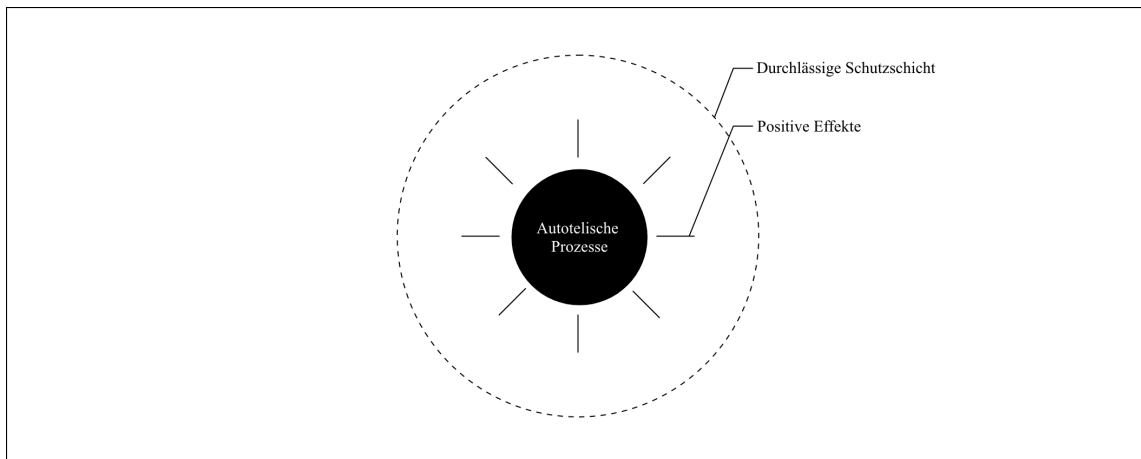 Durchlässige Schutzschicht
Positive Effekte
Autotelische
Prozesse